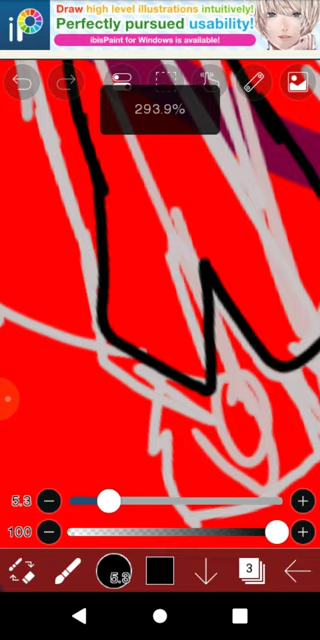 iP
Draw high level illustrations intuitively!
Perfectly pursued usability!
ibisPaint for Windows is available!
293.9%
5.3
100
5.3
3